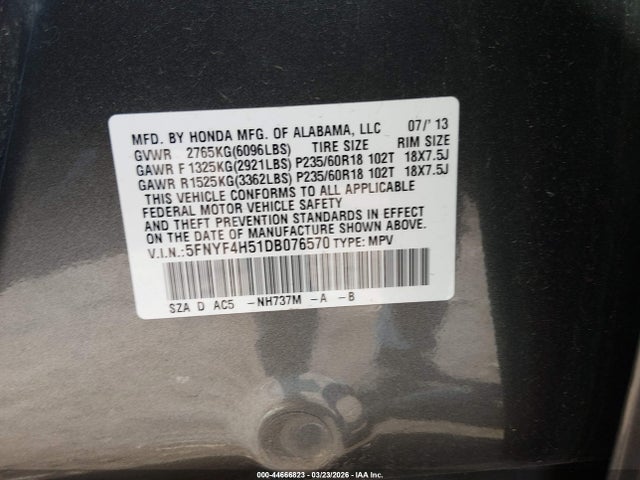 MFD. BY HONDA MFG. OF ALABAMA, LLC 07/'13
GVWR 2765KG(6096LBS) TIRE SIZE RIM SIZE
GAWR F 1325KG(2921LBS) P235/60R18 102T 18X7.5J
GAWR R1525KG(3362LBS) P235/60R18 102T 18X7.5J
THIS VEHICLE CONFORMS TO ALL APPLICABLE
FEDERAL MOTOR VEHICLE SAFETY
AND THEFT PREVENTION STANDARDS IN EFFECT
ON THE DATE OF MANUFACTURE SHOWN ABOVE.
V.I.N.:5FNYF4H51DB076570 TYPE: MPV
SZA D AC5 -NH737M -A -B
000-44666823 | 03/23/2026 | IAA Inc.